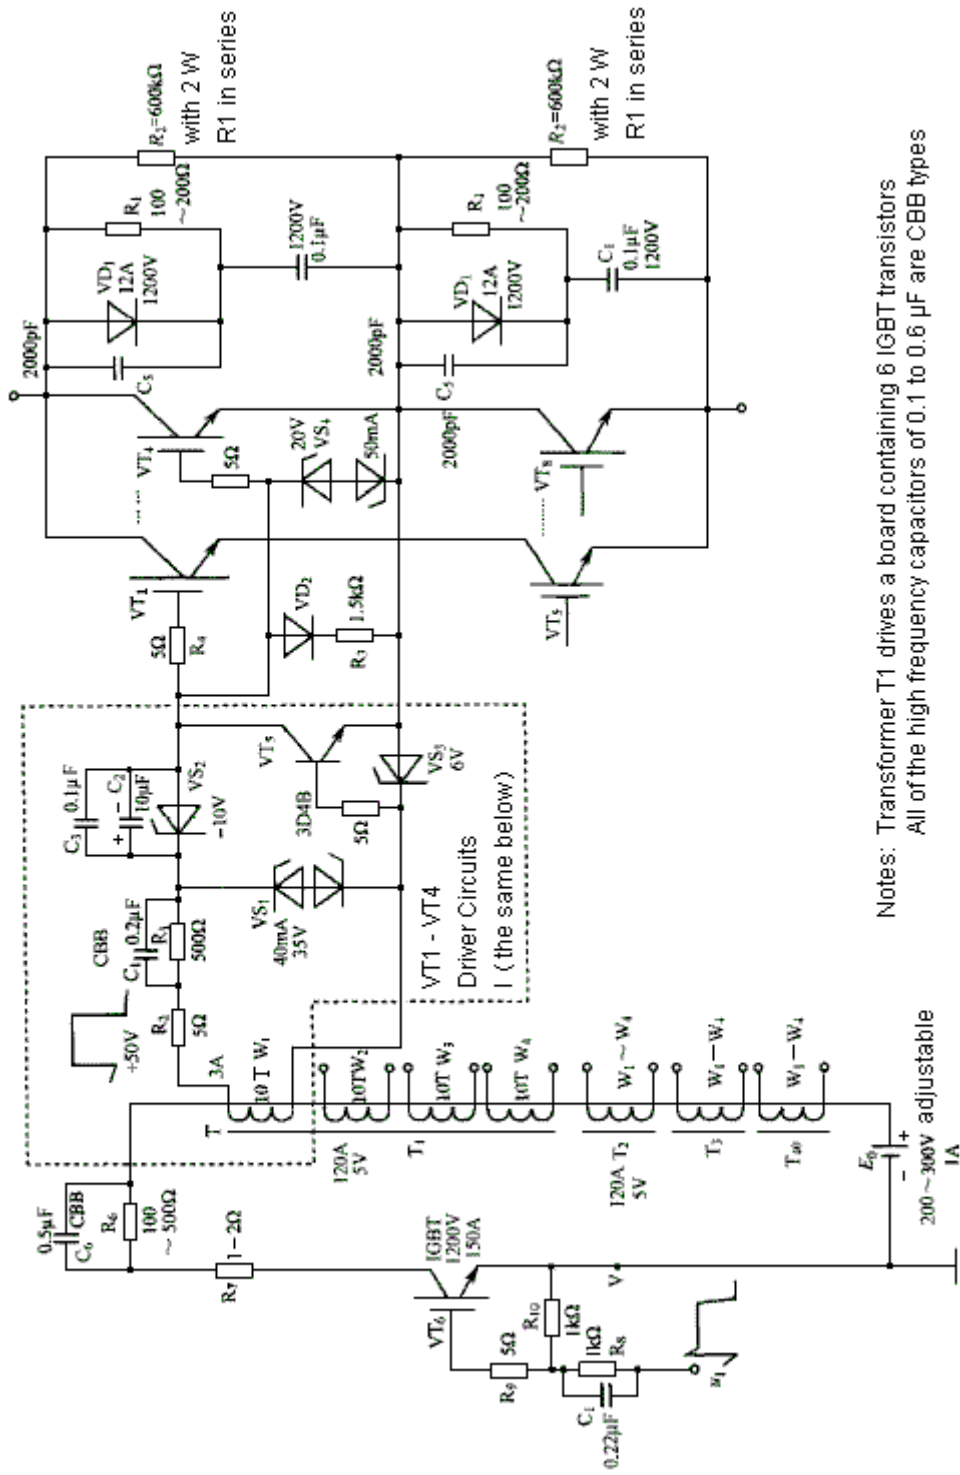 0.5μF
CBB
C₆
R₆
100
～500Ω
R₇
1－2Ω
IGBT
1200V
150A
VT₆
R₉
5Ω
R₁₀
1kΩ
1kΩ
R₈
C₁
0.22μF
u₁
V
+50V
CBB
3A
R₂
5Ω
C₁
0.2μF
R₁
500Ω
C₃
0.1μF
+ － C₂
10μF
VS₂
－10V
VS₁
40mA
35V
3D4B
5Ω
VT₅
VS₃
6V
VT1 - VT4
Driver Circuits
I ( the same below)
T
10 T W₁
10TW₂
10T W₃
10T W₄
120A
5V
T₁
W₁～W₄
120A T₂
5V
W₁－W₄
T₃
W₁－W₄
T₄₀
E₀
－ +
200～300V adjustable
1A
5Ω
R₄
VT₁
VT₄
5Ω
VD₂
R₃
1.5kΩ
20V
VS₄
50mA
2000pF
C₅
VD₁
12A
1200V
R₁
100
～200Ω
1200V
0.1μF
R₂=600kΩ
with 2 W
R1 in series
2000pF
C₅
2000pF
VD₁
12A
1200V
R₁
100
～200Ω
C₁
0.1μF
1200V
R₂=600kΩ
with 2 W
R1 in series
VT₅
VT₈
Notes: Transformer T1 drives a board containing 6 IGBT transistors
All of the high frequency capacitors of 0.1 to 0.6 μF are CBB types